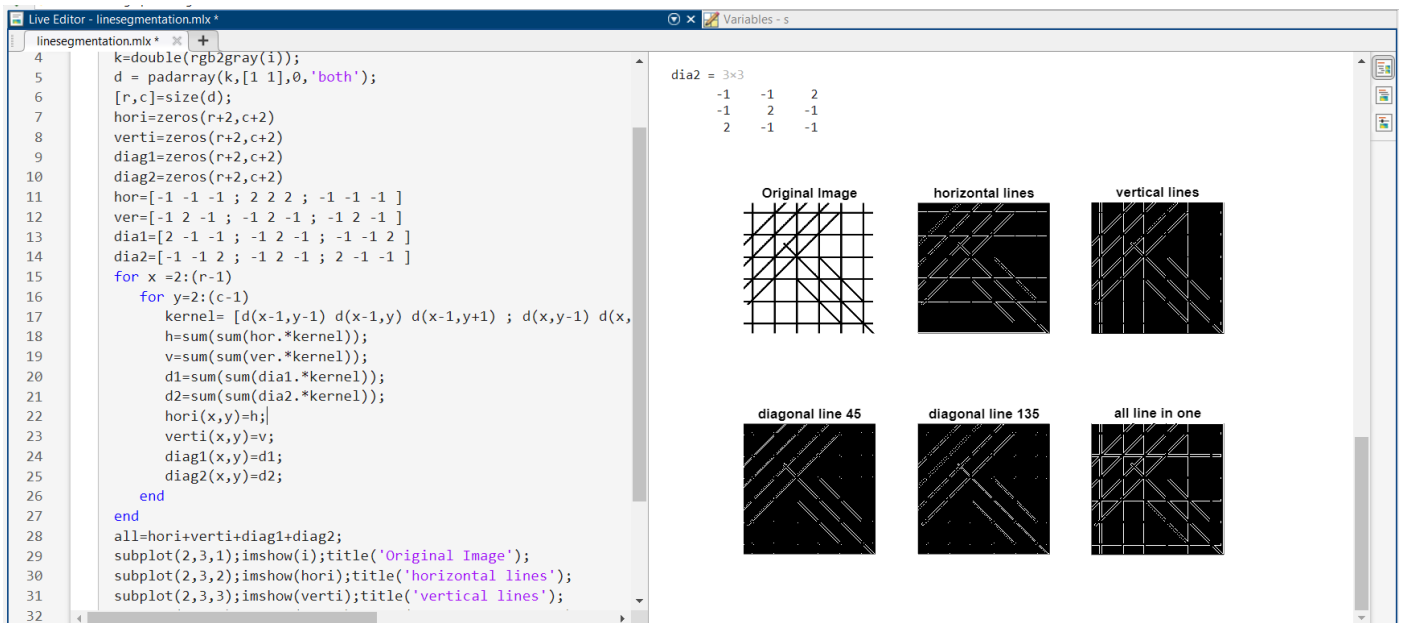 Live Editor - linesegmentation.mlx *
Variables - s
linesegmentation.mlx *
4 k=double(rgb2gray(i));
5 d = padarray(k,[1 1],0,'both');
6 [r,c]=size(d);
7 hori=zeros(r+2,c+2)
8 verti=zeros(r+2,c+2)
9 diag1=zeros(r+2,c+2)
10 diag2=zeros(r+2,c+2)
11 hor=[-1 -1 -1 ; 2 2 2 ; -1 -1 -1 ]
12 ver=[-1 2 -1 ; -1 2 -1 ; -1 2 -1 ]
13 dia1=[2 -1 -1 ; -1 2 -1 ; -1 -1 2 ]
14 dia2=[-1 -1 2 ; -1 2 -1 ; 2 -1 -1 ]
15 for x =2:(r-1)
16 for y=2:(c-1)
17 kernel= [d(x-1,y-1) d(x-1,y) d(x-1,y+1) ; d(x,y-1) d(x,
18 h=sum(sum(hor.*kernel));
19 v=sum(sum(ver.*kernel));
20 d1=sum(sum(dia1.*kernel));
21 d2=sum(sum(dia2.*kernel));
22 hori(x,y)=h;
23 verti(x,y)=v;
24 diag1(x,y)=d1;
25 diag2(x,y)=d2;
26 end
27 end
28 all=hori+verti+diag1+diag2;
29 subplot(2,3,1);imshow(i);title('Original Image');
30 subplot(2,3,2);imshow(hori);title('horizontal lines');
31 subplot(2,3,3);imshow(verti);title('vertical lines');
32
dia2 = 3×3
-1 -1 2
-1 2 -1
2 -1 -1
Original Image
horizontal lines
vertical lines
diagonal line 45
diagonal line 135
all line in one